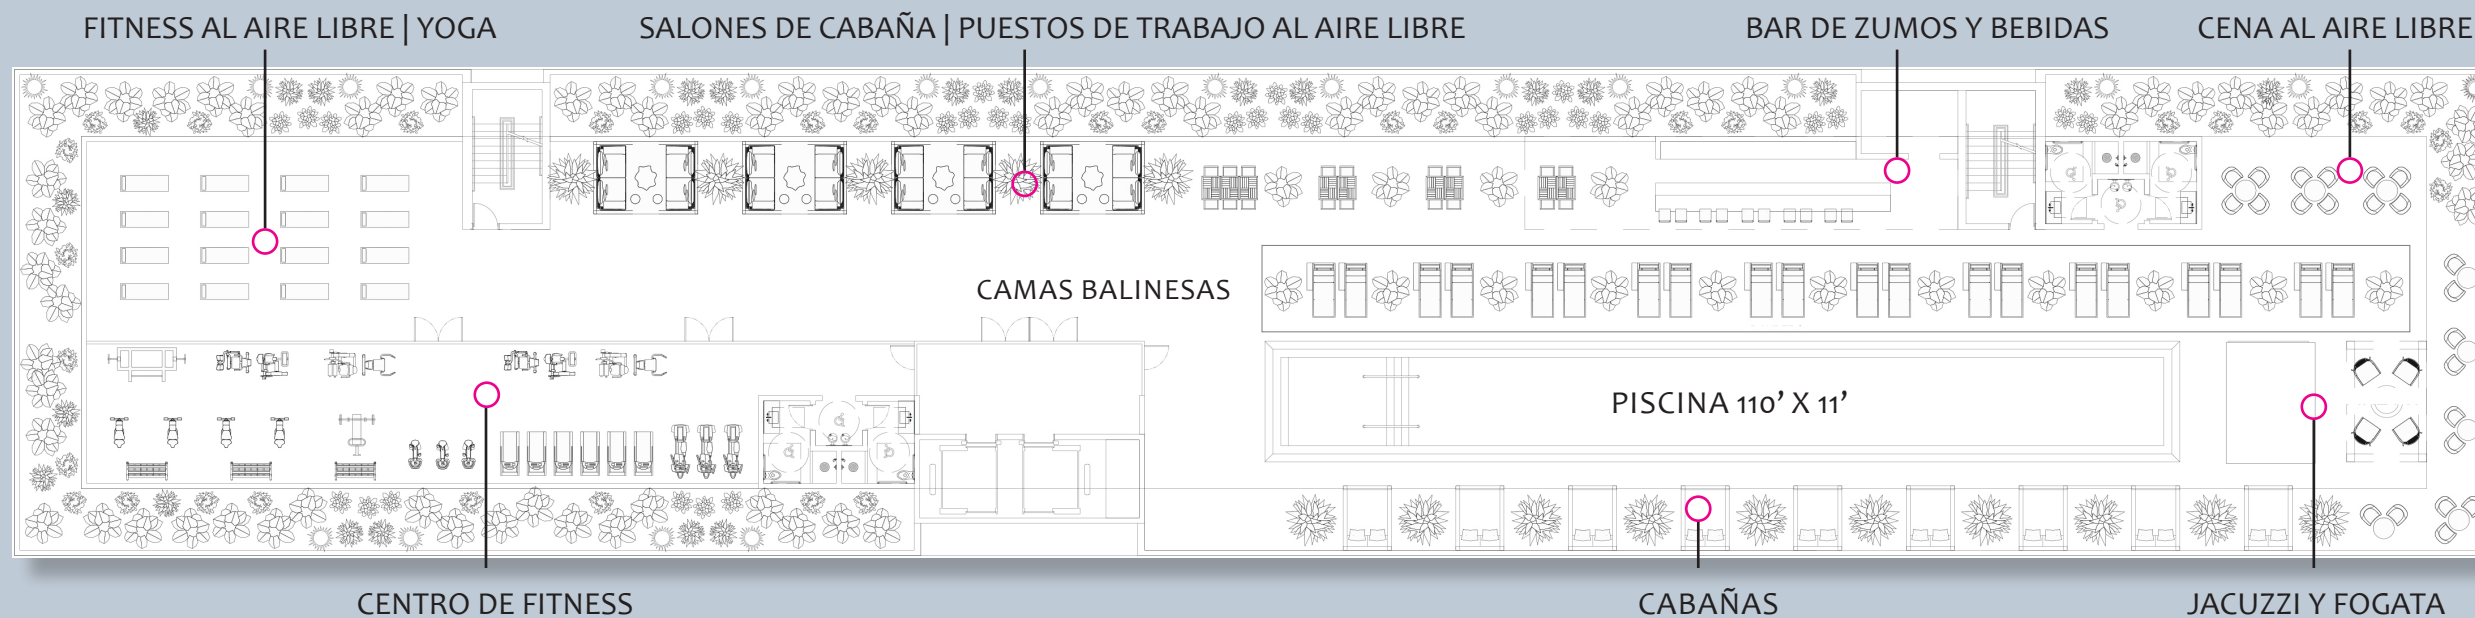 FITNESS AL AIRE LIBRE | YOGA
SALONES DE CABAÑA | PUESTOS DE TRABAJO AL AIRE LIBRE
BAR DE ZUMOS Y BEBIDAS
CENA AL AIRE LIBRE
CAMAS BALINESAS
PISCINA 110’ X 11’
CENTRO DE FITNESS
CABAÑAS
JACUZZI Y FOGATA